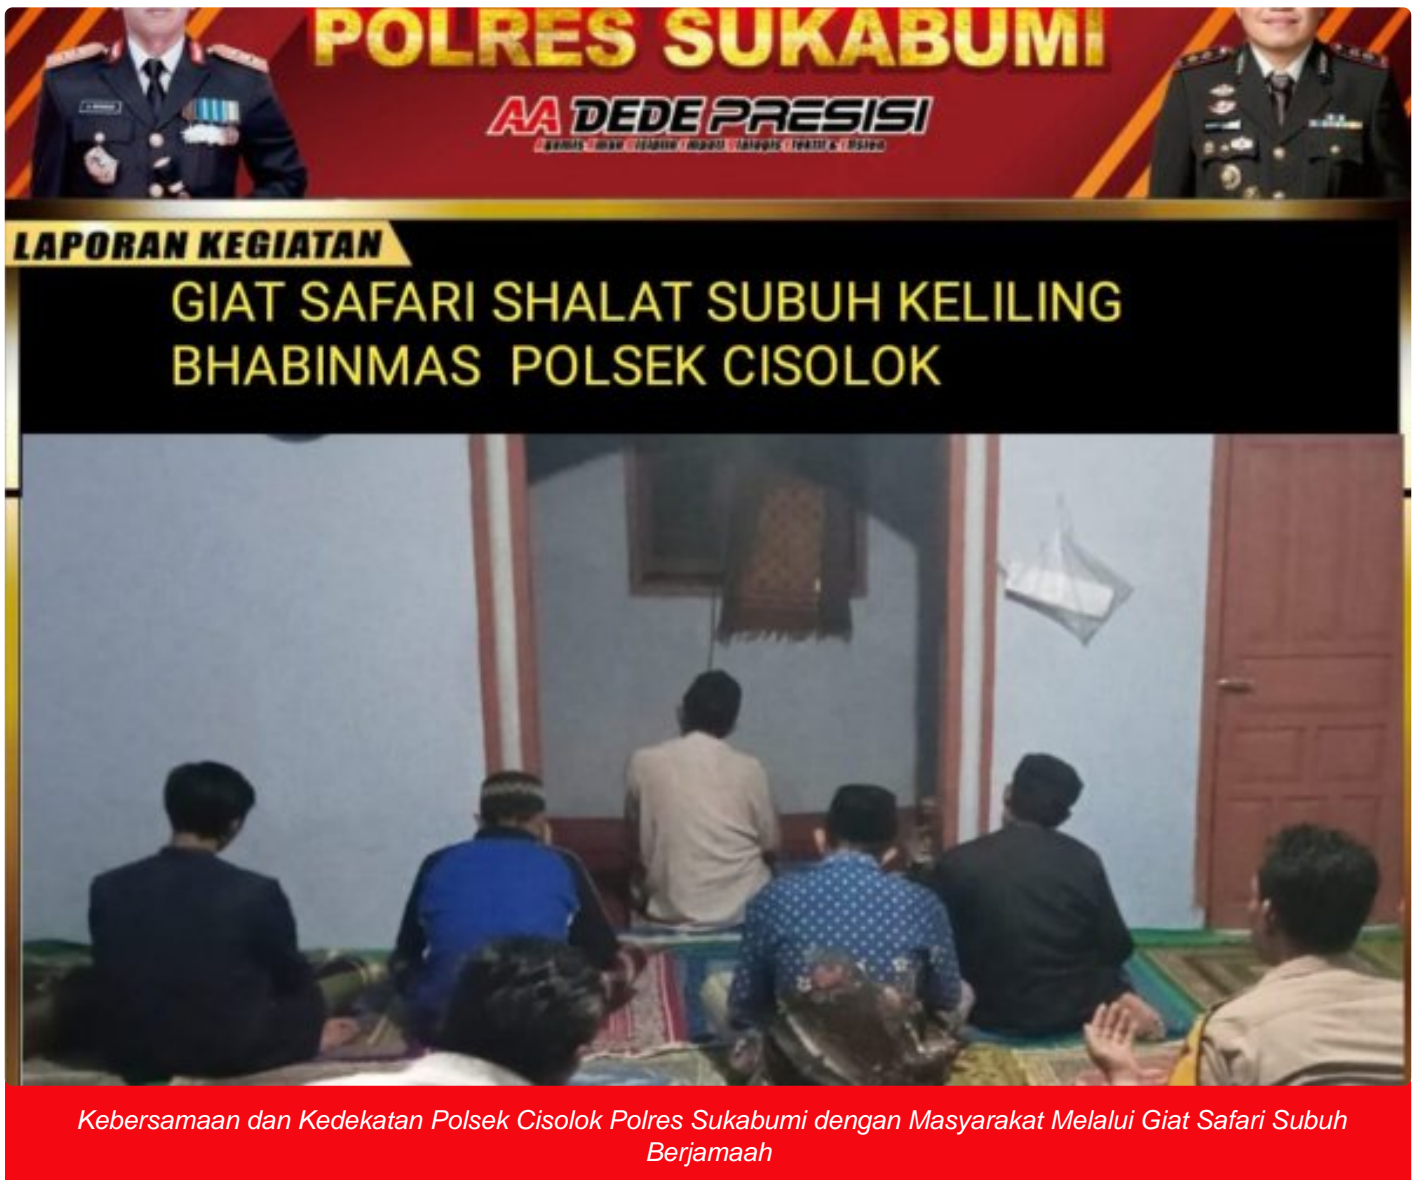 POLRES SUKABUMI
AA DEDE PRESISI
LAPORAN KEGIATAN
GIAT SAFARI SHALAT SUBUH KELILING
BHABINMAS POLSEK CISOLOK
Kebersamaan dan Kedekatan Polsek Cisolok Polres Sukabumi dengan Masyarakat Melalui Giat Safari Subuh
Berjamaah